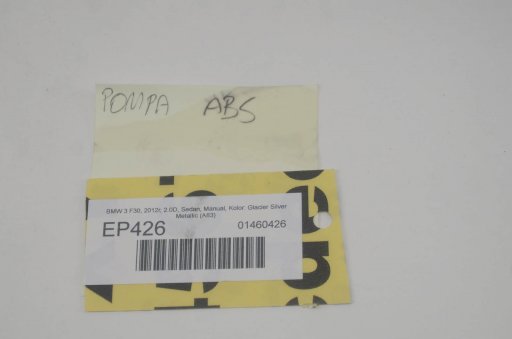 POMPA ABS
BMW 3 F30, 2012r, 2.0D, Sedan, Manual, Kolor: Glacier Silver
Metallic (A83)
EP426 01460426